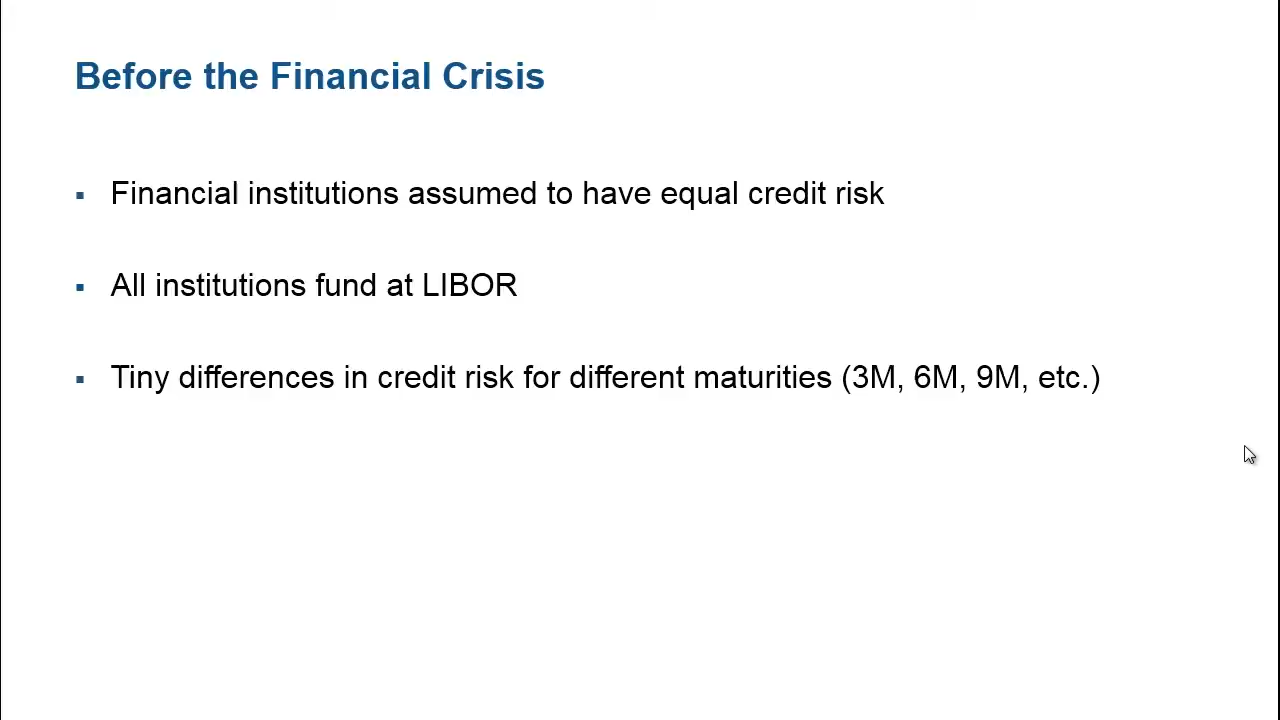 Before the Financial Crisis
▪ Financial institutions assumed to have equal credit risk
▪ All institutions fund at LIBOR
▪ Tiny differences in credit risk for different maturities (3M, 6M, 9M, etc.)